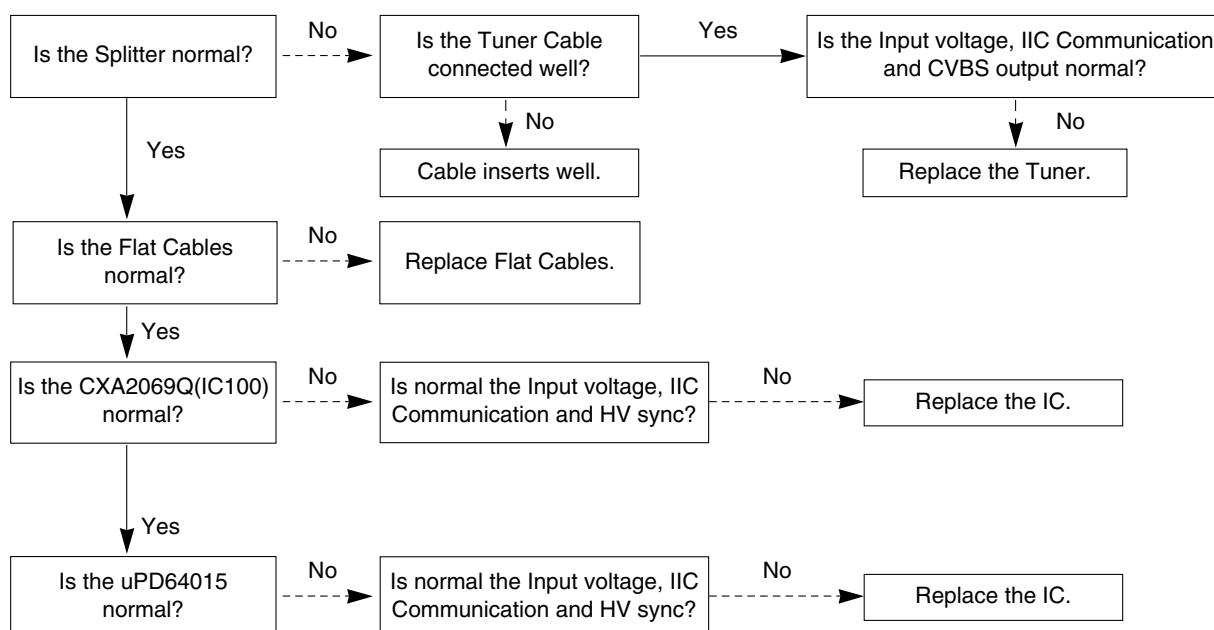 Is the Splitter normal?
No
Is the Tuner Cable
connected well?
Yes
Is the Input voltage, IIC Communication
and CVBS output normal?
Yes
No
No
Cable inserts well.
Replace the Tuner.
Is the Flat Cables
normal?
No
Replace Flat Cables.
Yes
Is the CXA2069Q(IC100)
normal?
No
Is normal the Input voltage, IIC
Communication and HV sync?
No
Replace the IC.
Yes
Is the uPD64015
normal?
No
Is normal the Input voltage, IIC
Communication and HV sync?
No
Replace the IC.